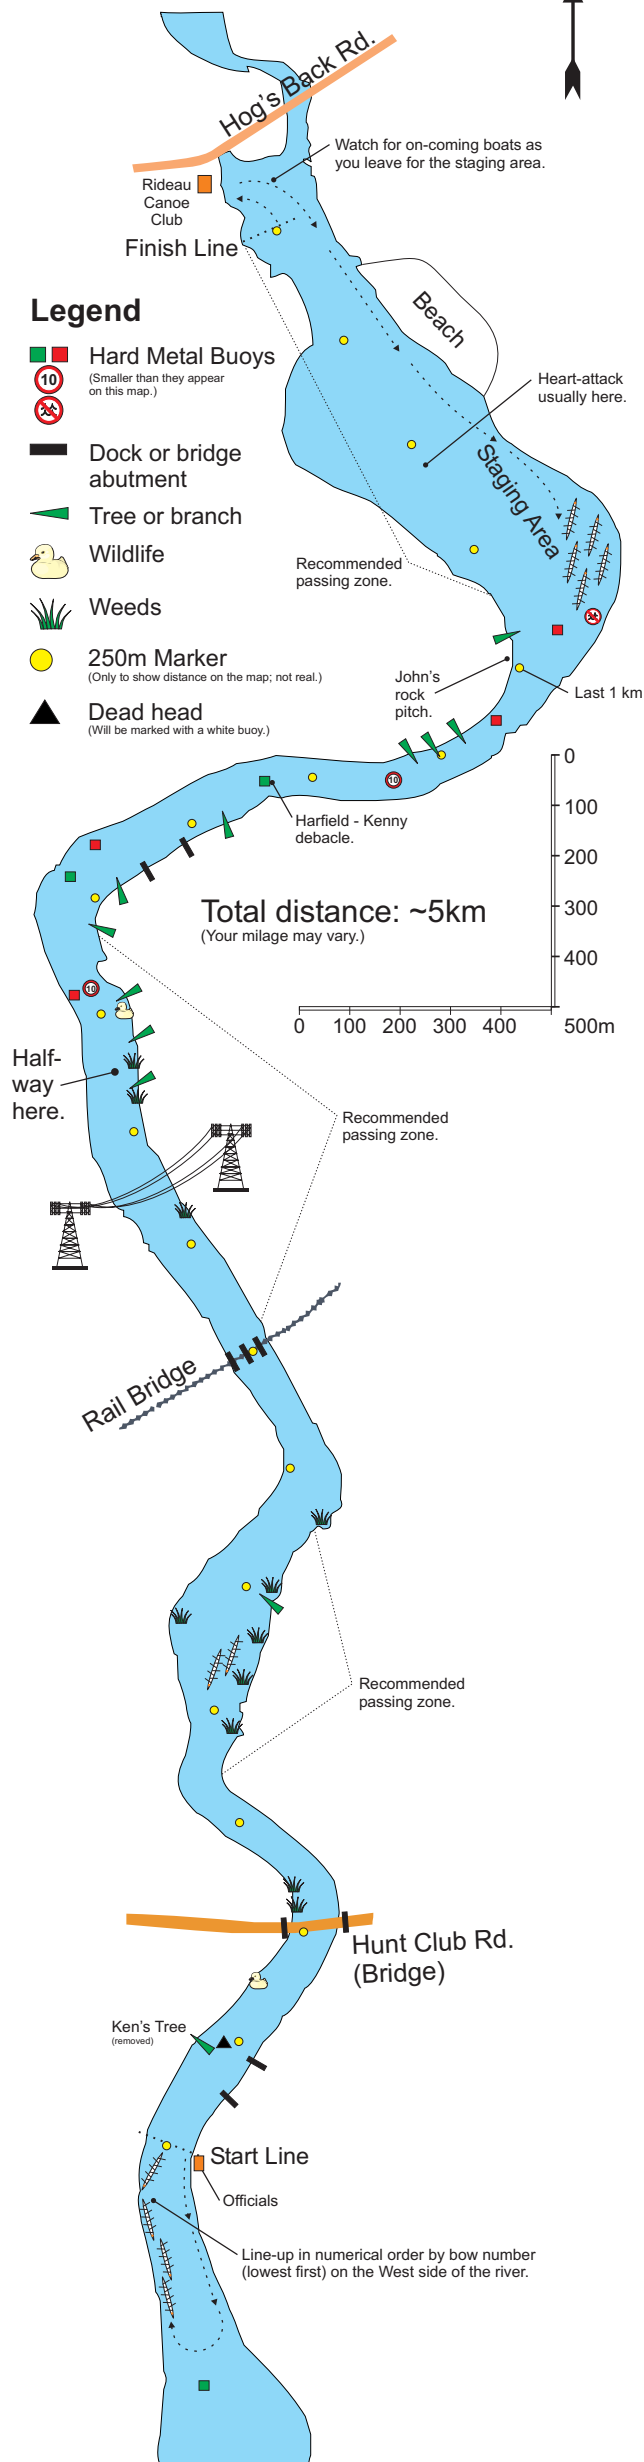 Hog's Back Rd.
Watch for on-coming boats as
you leave for the staging area.
Rideau
Canoe
Club
Finish Line
Beach
Legend
Hard Metal Buoys
(Smaller than they appear
on this map.)
10
Dock or bridge
abutment
Tree or branch
Wildlife
Weeds
250m Marker
(Only to show distance on the map; not real.)
Dead head
(Will be marked with a white buoy.)
Heart-attack
usually here.
Staging Area
Recommended
passing zone.
John's
rock
pitch.
Last 1 km
10
Harfield - Kenny
debacle.
0
100
200
300
400
0 100 200 300 400 500m
Total distance: ~5km
(Your milage may vary.)
10
Half-
way
here.
Recommended
passing zone.
Rail Bridge
Recommended
passing zone.
Hunt Club Rd.
(Bridge)
Ken's Tree
(removed)
Start Line
Officials
Line-up in numerical order by bow number
(lowest first) on the West side of the river.